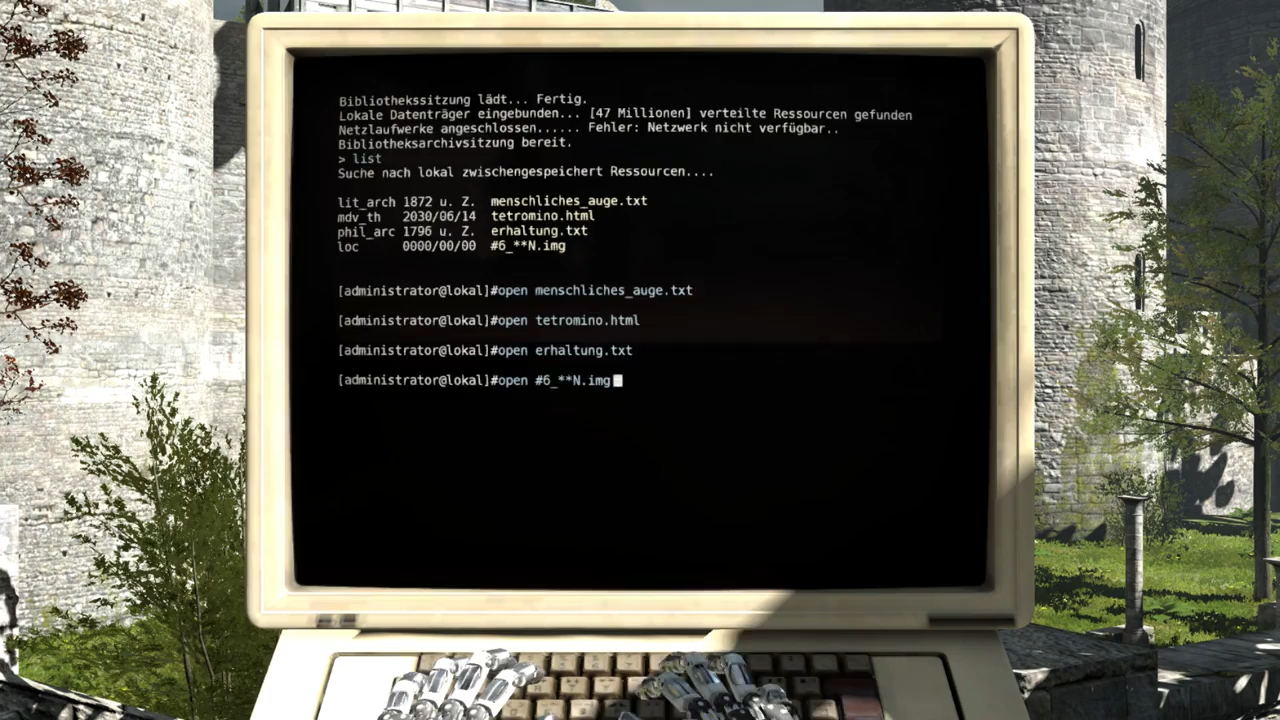 Bibliothekssitzung lädt... Fertig.
Lokale Datenträger eingebunden... [47 Millionen] verteilte Ressourcen gefunden
Netzlaufwerke angeschlossen...... Fehler: Netzwerk nicht verfügbar..
Bibliotheksarchivsitzung bereit.
> list
Suche nach lokal zwischengespeichert Ressourcen....
lit_arch 1872 u. Z. menschliches_auge.txt
mdv_th 2030/06/14 tetromino.html
phil_arc 1796 u. Z. erhaltung.txt
loc 0000/00/00 #6_**N.img
[administrator@lokal]#open menschliches_auge.txt
[administrator@lokal]#open tetromino.html
[administrator@lokal]#open erhaltung.txt
[administrator@lokal]#open #6_**N.img